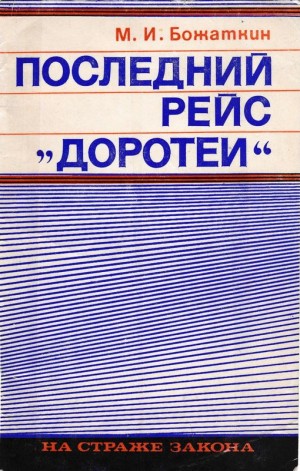 М. И. Божаткин
ПОСЛЕДНИЙ
РЕЙС
„ДОРОТЕИ“
НА СТРАЖЕ ЗАКОНА